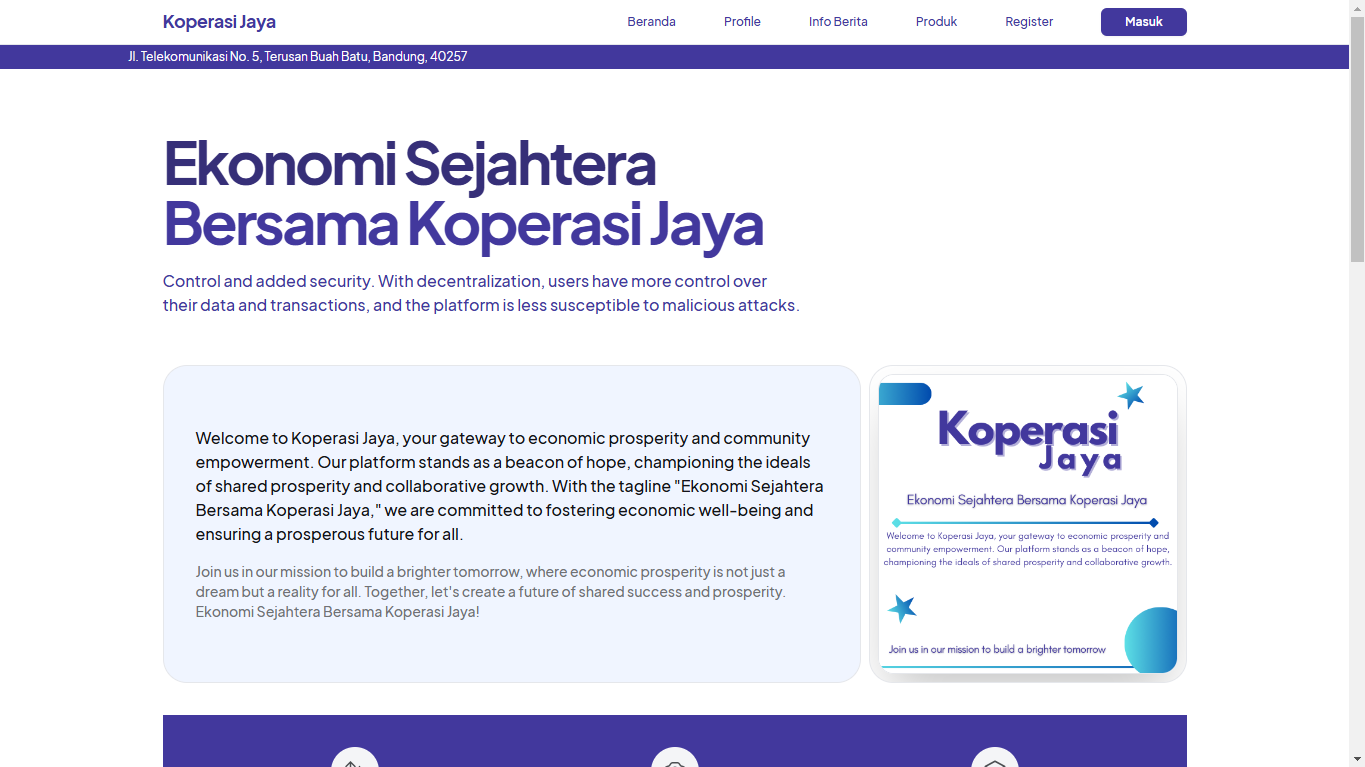 Koperasi Jaya
Beranda
Profile
Info Berita
Produk
Register
Masuk
Jl. Telekomunikasi No. 5, Terusan Buah Batu, Bandung, 40257
Ekonomi Sejahtera
Bersama Koperasi Jaya
Control and added security. With decentralization, users have more control over
their data and transactions, and the platform is less susceptible to malicious attacks.
Welcome to Koperasi Jaya, your gateway to economic prosperity and community
empowerment. Our platform stands as a beacon of hope, championing the ideals
of shared prosperity and collaborative growth. With the tagline "Ekonomi Sejahtera
Bersama Koperasi Jaya," we are committed to fostering economic well-being and
ensuring a prosperous future for all.
Join us in our mission to build a brighter tomorrow, where economic prosperity is not just a
dream but a reality for all. Together, let's create a future of shared success and prosperity.
Ekonomi Sejahtera Bersama Koperasi Jaya!
Koperasi
Jaya
Ekonomi Sejahtera Bersama Koperasi Jaya
Welcome to Koperasi Jaya, your gateway to economic prosperity and
community empowerment. Our platform stands as a beacon of hope,
championing the ideals of shared prosperity and collaborative growth.
Join us in our mission to build a brighter tomorrow